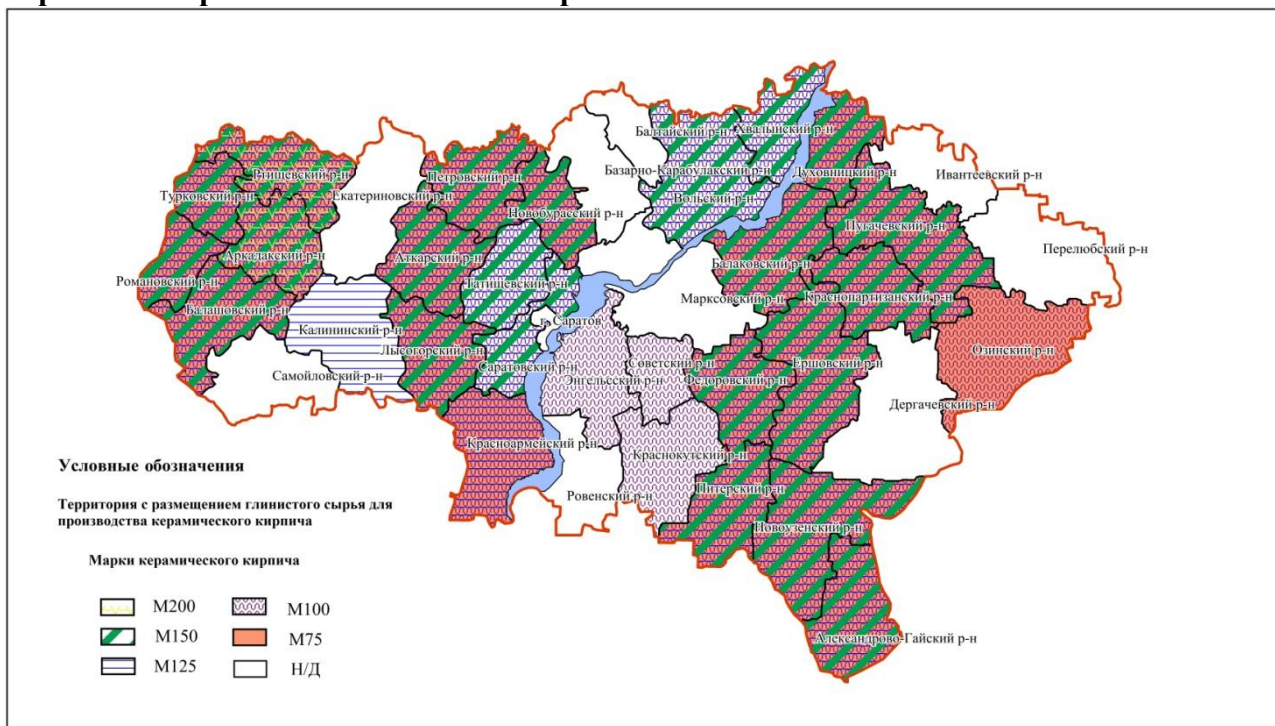 Балтайский р-н
Хвалынский р-н
Ртищевский р-н
Турковский р-н
Екатериновский р-н
Петровский р-н
Базарно-Карабулакский р-н
Духовницкий р-н
Ивантеевский р-н
Новобурасский р-н
Вольский р-н
Пугачевский р-н
Перелюбский р-н
Аркадакский р-н
Аткарский р-н
Балаковский р-н
Романовский р-н
Татищевский р-н
Марксовский р-н
Краснопартизанский р-н
Балашовский р-н
Калининский р-н
г. Саратов
Лысогорский р-н
Озинский р-н
Самойловский р-н
Саратовский р-н
Советский р-н
Энгельсский р-н
Федоровский р-н
Ершовский р-н
Дергачевский р-н
Красноармейский р-н
Краснокутский р-н
Ровенский р-н
Питерский р-н
Новоузенский р-н
Александрово-Гайский р-н
Условные обозначения
Территория с размещением глинистого сырья для
производства керамического кирпича
Марки керамического кирпича
М200
М100
М150
М75
М125
Н/Д